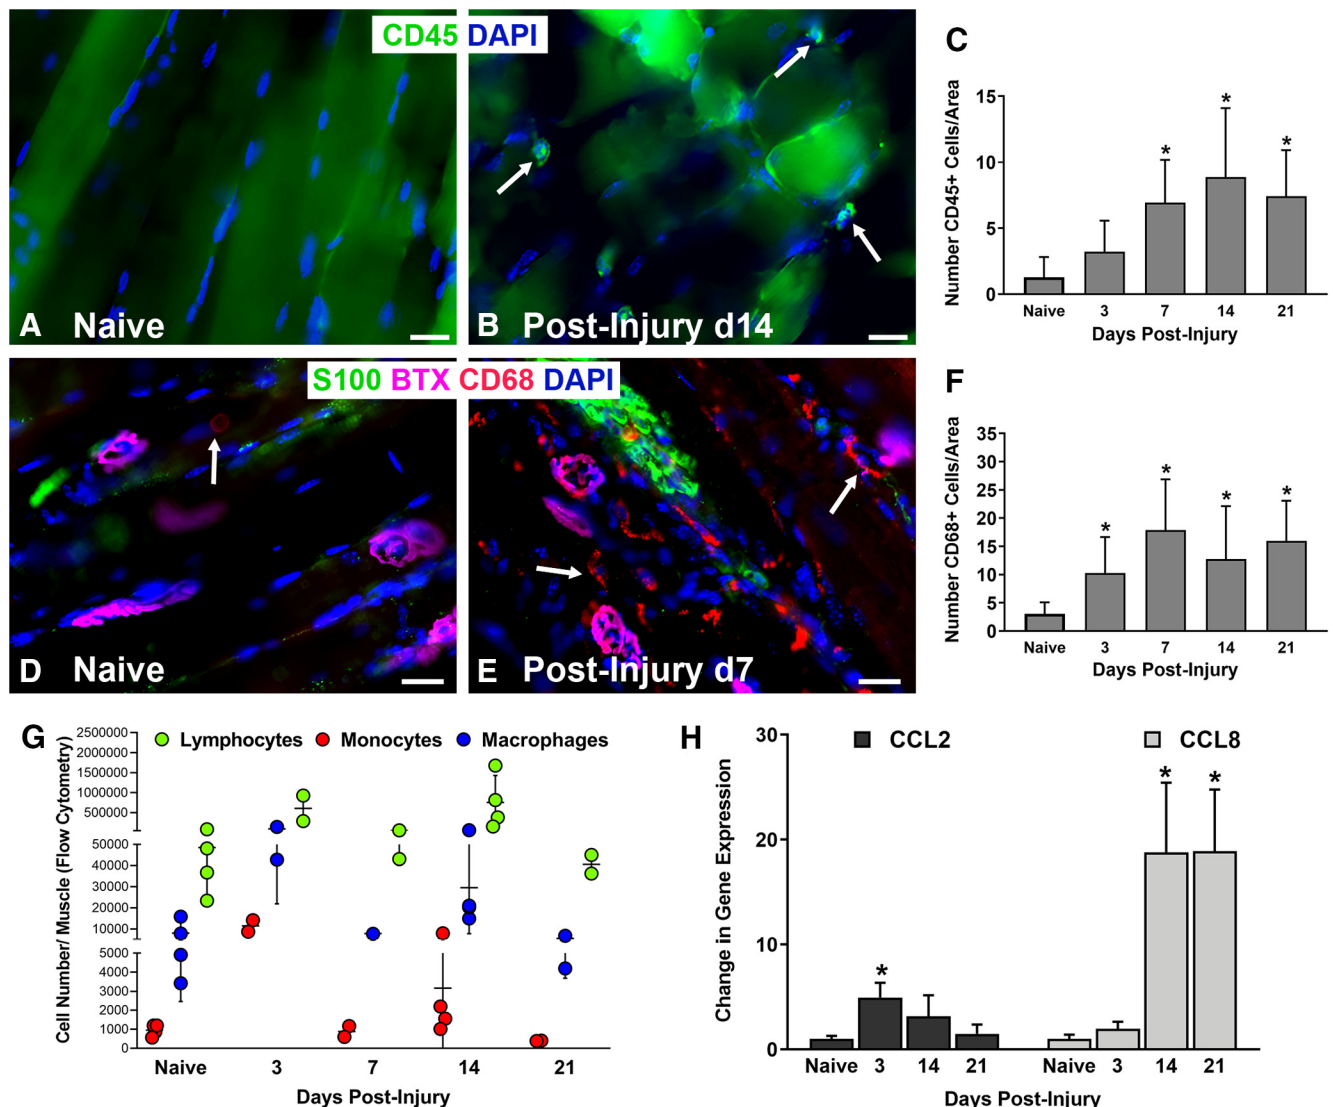 CD45 DAPI
A Naive
B Post-Injury d14
C
Number CD45+ Cells/Area
15
10
5
0
* * * *
Naive 3 7 14 21
Days Post-Injury
S100 BTX CD68 DAPI
D Naive
E Post-Injury d7
F
Number CD68+ Cells/Area
35
30
25
20
15
10
5
0
* * * *
Naive 3 7 14 21
Days Post-Injury
G
Lymphocytes Monocytes Macrophages
Cell Number/ Muscle (Flow Cytometry)
2500000
2000000
1500000
1000000
500000
50000
40000
30000
20000
10000
5000
4000
3000
2000
1000
0
Naive 3 7 14 21
Days Post-Injury
H
CCL2 CCL8
Change in Gene Expression
30
20
10
0
* * *
Naive 3 14 21 Naive 3 14 21
Days Post-Injury